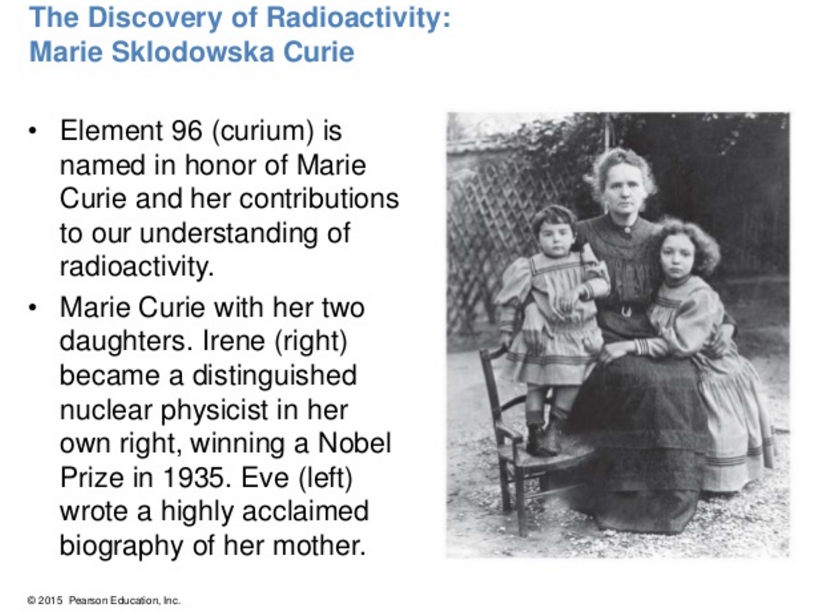 The Discovery of Radioactivity:
Marie Sklodowska Curie
• Element 96 (curium) is
named in honor of Marie
Curie and her contributions
to our understanding of
radioactivity.
• Marie Curie with her two
daughters. Irene (right)
became a distinguished
nuclear physicist in her
own right, winning a Nobel
Prize in 1935. Eve (left)
wrote a highly acclaimed
biography of her mother.
© 2015 Pearson Education, Inc.